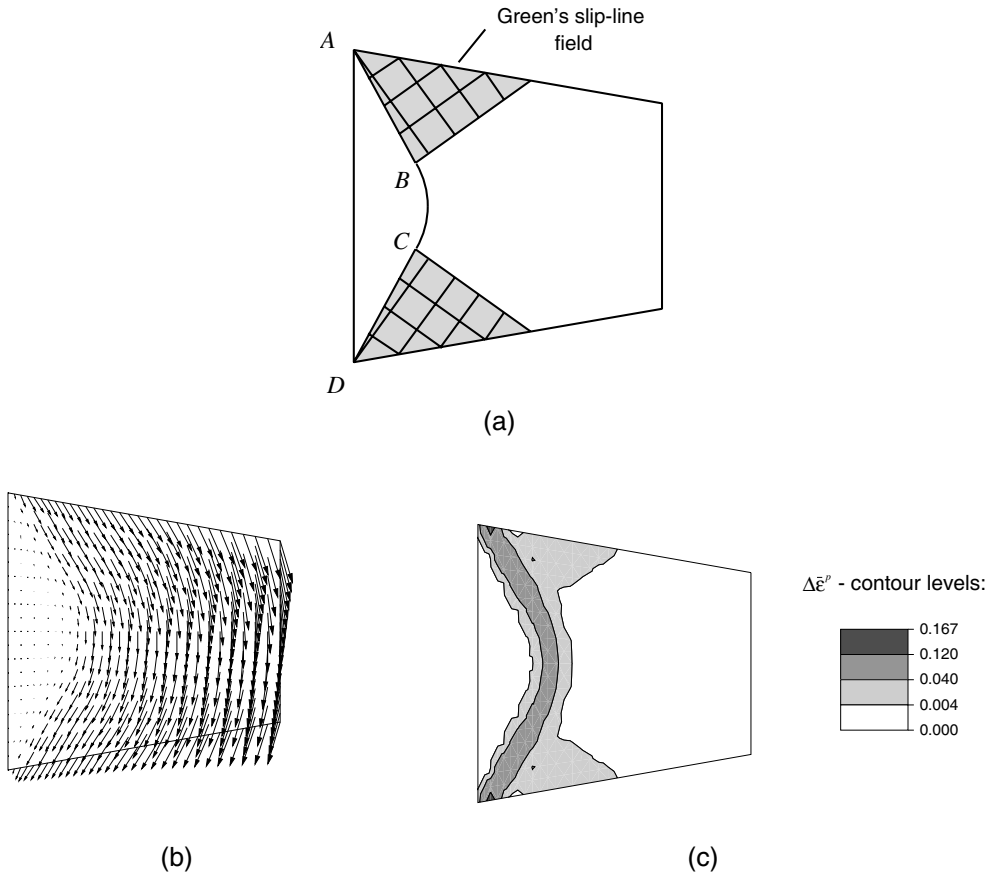 Green's slip-line
field
A
B
C
D
(a)
Δε̄ᵖ - contour levels:
0.167
0.120
0.040
0.004
0.000
(b)
(c)